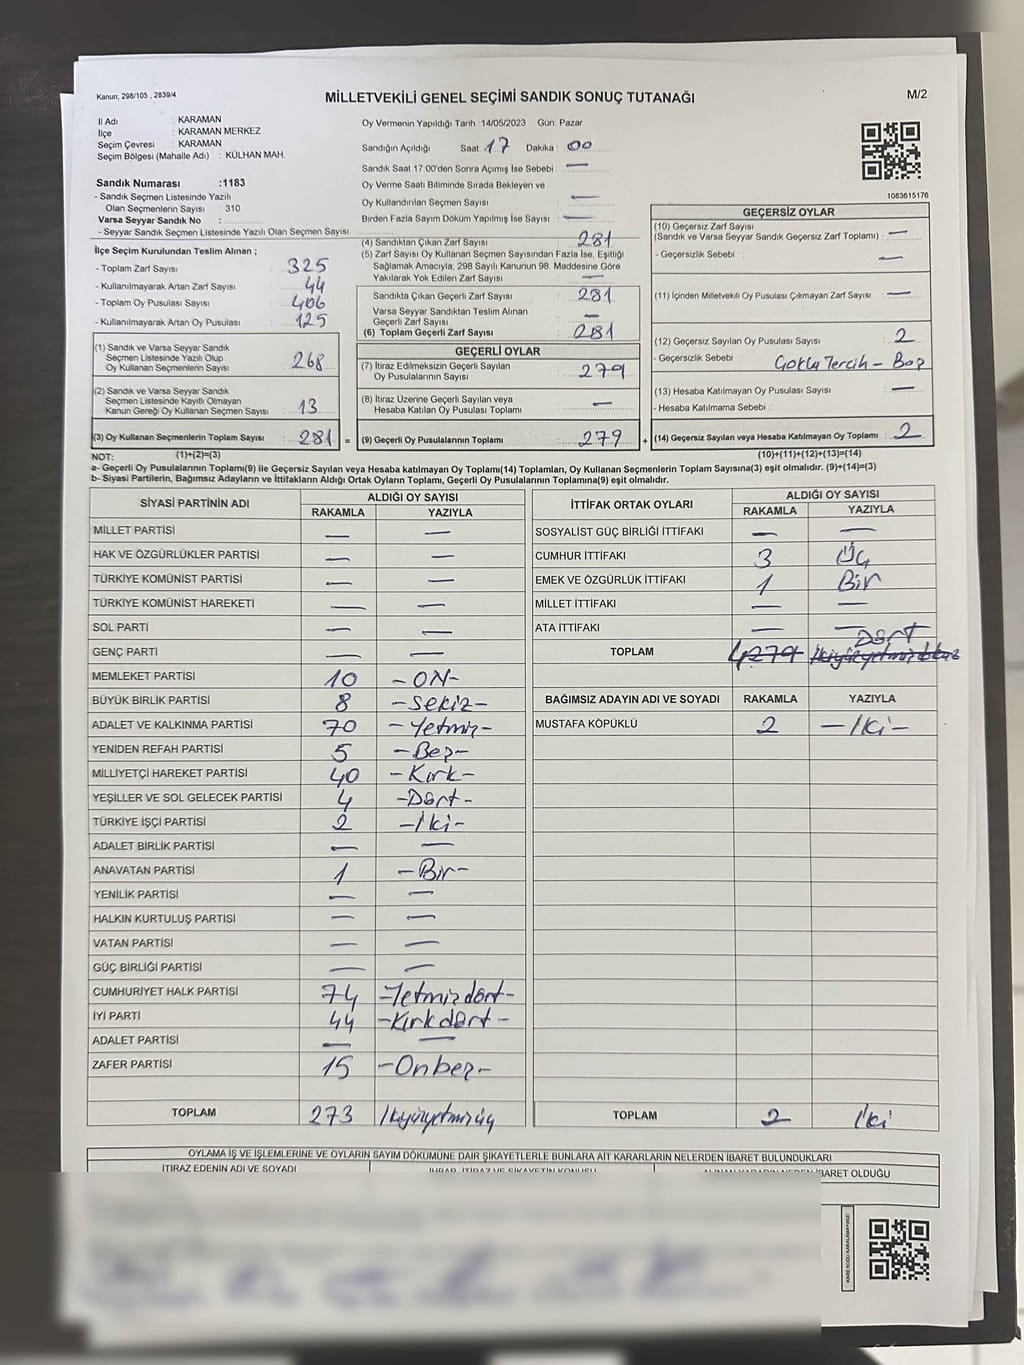 Kanun, 298/105 , 2839/4
MİLLETVEKİLİ GENEL SEÇİMİ SANDIK SONUÇ TUTANAĞI
M/2
İl Adı : KARAMAN
İlçe : KARAMAN MERKEZ
Seçim Çevresi : KARAMAN
Seçim Bölgesi (Mahalle Adı) : KÜLHAN MAH.
Sandık Numarası :1183
- Sandık Seçmen Listesinde Yazılı
Olan Seçmenlerin Sayısı : 310
Varsa Seyyar Sandık No :
- Seyyar Sandık Seçmen Listesinde Yazılı Olan Seçmen Sayısı.
İlçe Seçim Kurulundan Teslim Alınan ;
- Toplam Zarf Sayısı : 325
- Kullanılmayarak Artan Zarf Sayısı : 44
- Toplam Oy Pusulası Sayısı : 406
- Kullanılmayarak Artan Oy Pusulası : 125
(1) Sandık ve Varsa Seyyar Sandık
Seçmen Listesinde Yazılı Olup
Oy Kullanan Seçmenlerin Sayısı : 268
(2) Sandık ve Varsa Seyyar Sandık
Seçmen Listesinde Kayıtlı Olmayan
Kanun Gereği Oy Kullanan Seçmen Sayısı : 13
(3) Oy Kullanan Seçmenlerin Toplam Sayısı : 281 =
(1)+(2)=(3)
Oy Vermenin Yapıldığı Tarih 14/05/2023 Gün: Pazar
Sandığın Açıldığı Saat 17 Dakika : 00
Sandık Saat 17:00'den Sonra Açımış İse Sebebi : —
Oy Verme Saati Bitiminde Sırada Bekleyen ve
Oy Kullandırılan Seçmen Sayısı : —
Birden Fazla Sayım Döküm Yapılmış İse Sayısı : —
(4) Sandıktan Çıkan Zarf Sayısı : 281
(5) Zarf Sayısı Oy Kullanan Seçmen Sayısından Fazla İse, Eşitliği
Sağlamak Amacıyla, 298 Sayılı Kanunun 98. Maddesine Göre
Yakılarak Yok Edilen Zarf Sayısı : —
Sandıkta Çıkan Geçerli Zarf Sayısı : 281
Varsa Seyyar Sandıktan Teslim Alınan
Geçerli Zarf Sayısı : —
(6) Toplam Geçerli Zarf Sayısı : 281
GEÇERLİ OYLAR
(7) İtiraz Edilmeksizin Geçerli Sayılan
Oy Pusulalarının Sayısı : 279
(8) İtiraz Üzerine Geçerli Sayılan veya
Hesaba Katılan Oy Pusulası Toplamı : —
(9) Geçerli Oy Pusulalarının Toplamı : 279 +
1083615176
GEÇERSİZ OYLAR
(10) Geçersiz Zarf Sayısı
(Sandık ve Varsa Seyyar Sandık Geçersiz Zarf Toplamı) : —
- Geçersizlik Sebebi : —
(11) İçinden Milletvekili Oy Pusulası Çıkmayan Zarf Sayısı : —
(12) Geçersiz Sayılan Oy Pusulası Sayısı : 2
- Geçersizlik Sebebi : Çoklu Tercih – Boş
(13) Hesaba Katılmayan Oy Pusulası Sayısı : —
- Hesaba Katılmama Sebebi :
(14) Geçersiz Sayılan veya Hesaba Katılmayan Oy Toplamı : 2
(10)+(11)+(12)+(13)=(14)
NOT:
a- Geçerli Oy Pusulalarının Toplamı(9) ile Geçersiz Sayılan veya Hesaba katılmayan Oy Toplamı(14) Toplamları, Oy Kullanan Seçmenlerin Toplam Sayısına(3) eşit olmalıdır. (9)+(14)=(3)
b- Siyasi Partilerin, Bağımsız Adayların ve İttifakların Aldığı Ortak Oyların Toplamı, Geçerli Oy Pusulalarının Toplamına(9) eşit olmalıdır.
SİYASİ PARTİNİN ADI ALDIĞI OY SAYISI
RAKAMLA YAZIYLA
MİLLET PARTİSİ — —
HAK VE ÖZGÜRLÜKLER PARTİSİ — —
TÜRKİYE KOMÜNİST PARTİSİ — —
TÜRKİYE KOMÜNİST HAREKETİ — —
SOL PARTİ — —
GENÇ PARTİ — —
MEMLEKET PARTİSİ 10 –ON–
BÜYÜK BİRLİK PARTİSİ 8 –Sekiz–
ADALET VE KALKINMA PARTİSİ 70 –Yetmiş–
YENİDEN REFAH PARTİSİ 5 –Beş–
MİLLİYETÇİ HAREKET PARTİSİ 40 –Kırk–
YEŞİLLER VE SOL GELECEK PARTİSİ 4 –Dört–
TÜRKİYE İŞÇİ PARTİSİ 2 –İki–
ADALET BİRLİK PARTİSİ — —
ANAVATAN PARTİSİ 1 –Bir–
YENİLİK PARTİSİ — —
HALKIN KURTULUŞ PARTİSİ — —
VATAN PARTİSİ — —
GÜÇ BİRLİĞİ PARTİSİ — —
CUMHURİYET HALK PARTİSİ 74 –Yetmişdört–
İYİ PARTİ 44 –Kırkdört–
ADALET PARTİSİ — —
ZAFER PARTİSİ 15 –Onbeş–
TOPLAM 273 İkiyüzyetmişüç
İTTİFAK ORTAK OYLARI ALDIĞI OY SAYISI
RAKAMLA YAZIYLA
SOSYALİST GÜÇ BİRLİĞİ İTTİFAKI — —
CUMHUR İTTİFAKI 3 Üç
EMEK VE ÖZGÜRLÜK İTTİFAKI 1 Bir
MİLLET İTTİFAKI — —
ATA İTTİFAKI — —
Dört
TOPLAM 4 279 İkiyüzyetmişdokuz
BAĞIMSIZ ADAYIN ADI VE SOYADI RAKAMLA YAZIYLA
MUSTAFA KÖPÜKLÜ 2 –İki–
TOPLAM 2 İki
OYLAMA İŞ VE İŞLEMLERİNE VE OYLARIN SAYIM DÖKÜMÜNE DAİR ŞİKAYETLERLE BUNLARA AİT KARARLARIN NELERDEN İBARET BULUNDUKLARI
İTİRAZ EDENİN ADI VE SOYADI
İBARET OLDUĞU